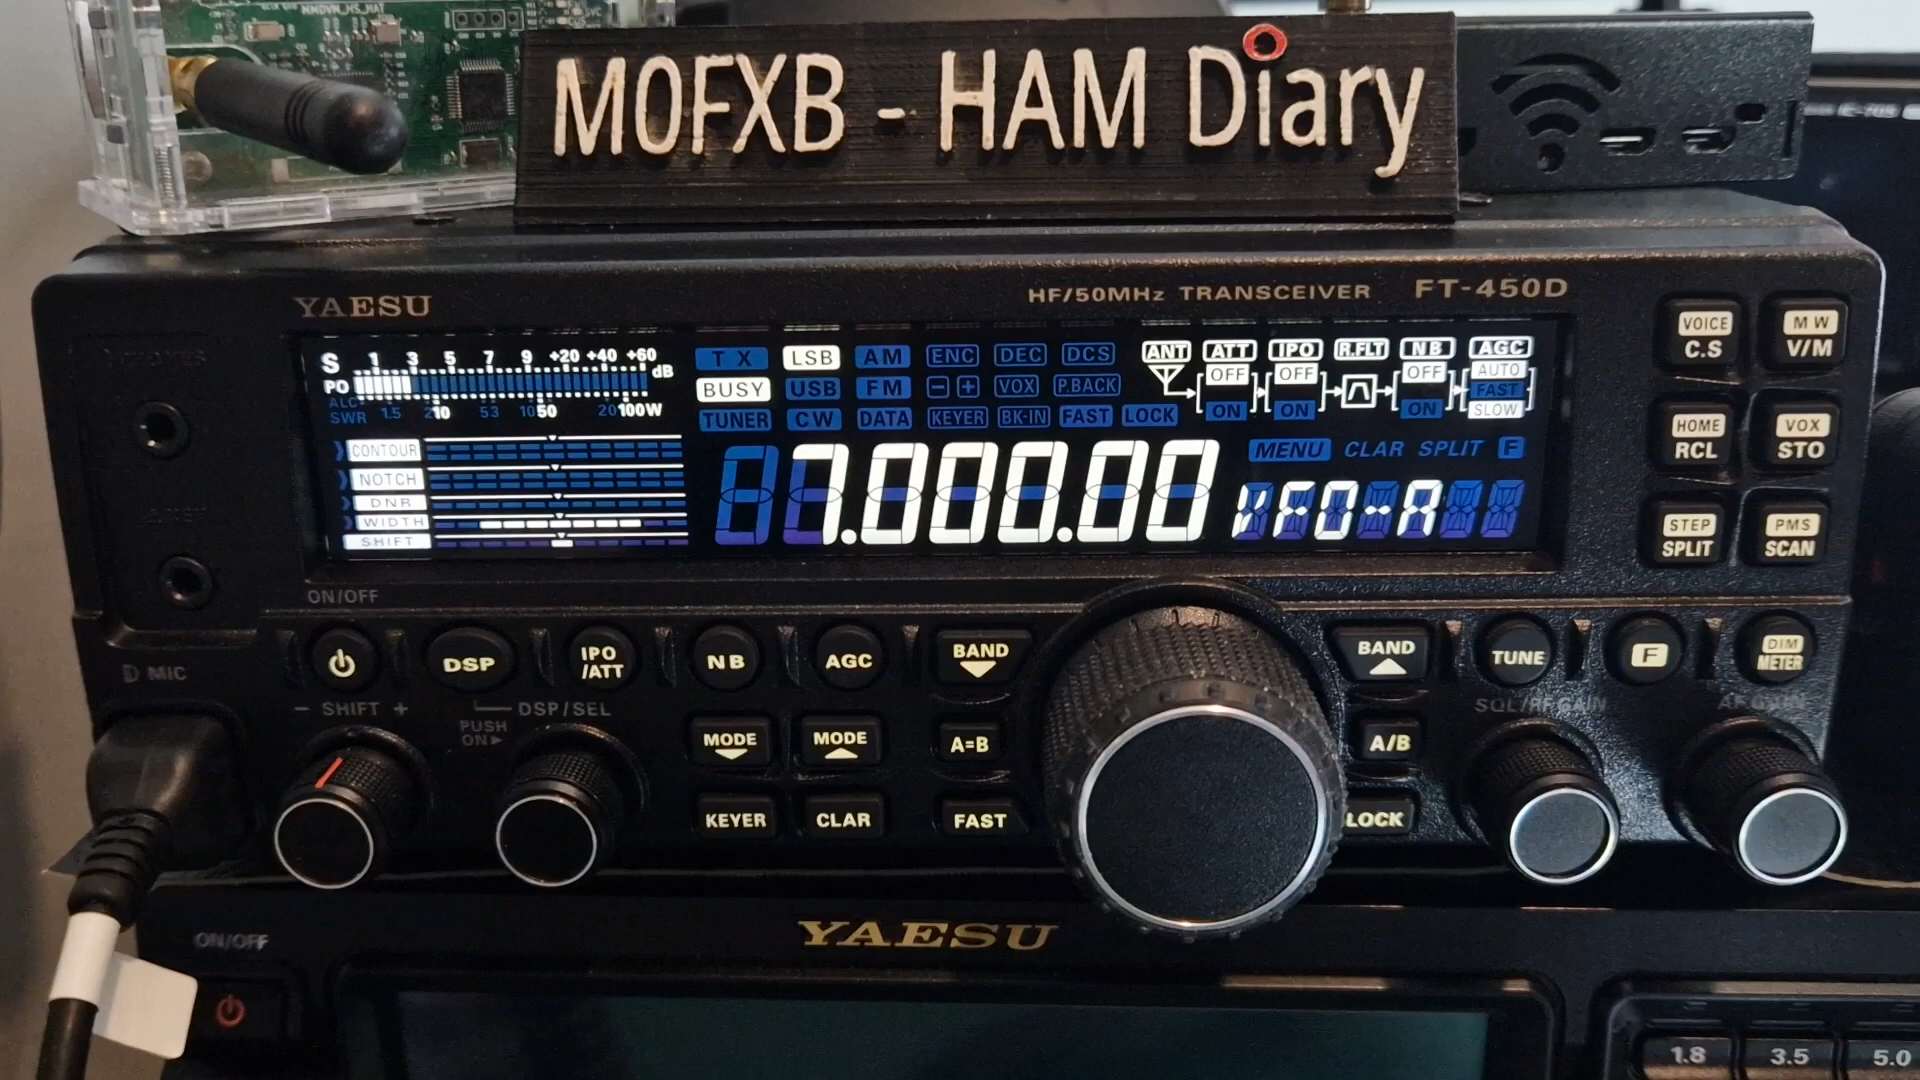 MMDVM_HS_HAT
M0FXB - HAM Diary
YAESU
HF/50MHz TRANSCEIVER FT-450D
S 1 3 5 7 9 +20 +40 +60 dB
PO
ALC
SWR 1.5 2 10 53 10 50 20 100W
CONTOUR
NOTCH
DNR
WIDTH
SHIFT
TX LSB AM ENC DEC DCS
BUSY USB FM - + VOX P.BACK
TUNER CW DATA KEYER BK-IN FAST LOCK
ANT ATT IPO R.FLT NB AGC
OFF OFF OFF AUTO
FAST
ON ON ON SLOW
MENU CLAR SPLIT F
7.000.00 VFO-A
VOICE C.S
MW V/M
HOME RCL
VOX STO
STEP SPLIT
PMS SCAN
ON/OFF
DSP
IPO /ATT
NB
AGC
BAND
BAND
TUNE
F
DIM METER
MIC
- SHIFT +
DSP/SEL
PUSH ON
MODE
MODE
A=B
A/B
SQL/RF GAIN
AF GAIN
KEYER
CLAR
FAST
LOCK
YAESU
ON/OFF
1.8 3.5 5.0